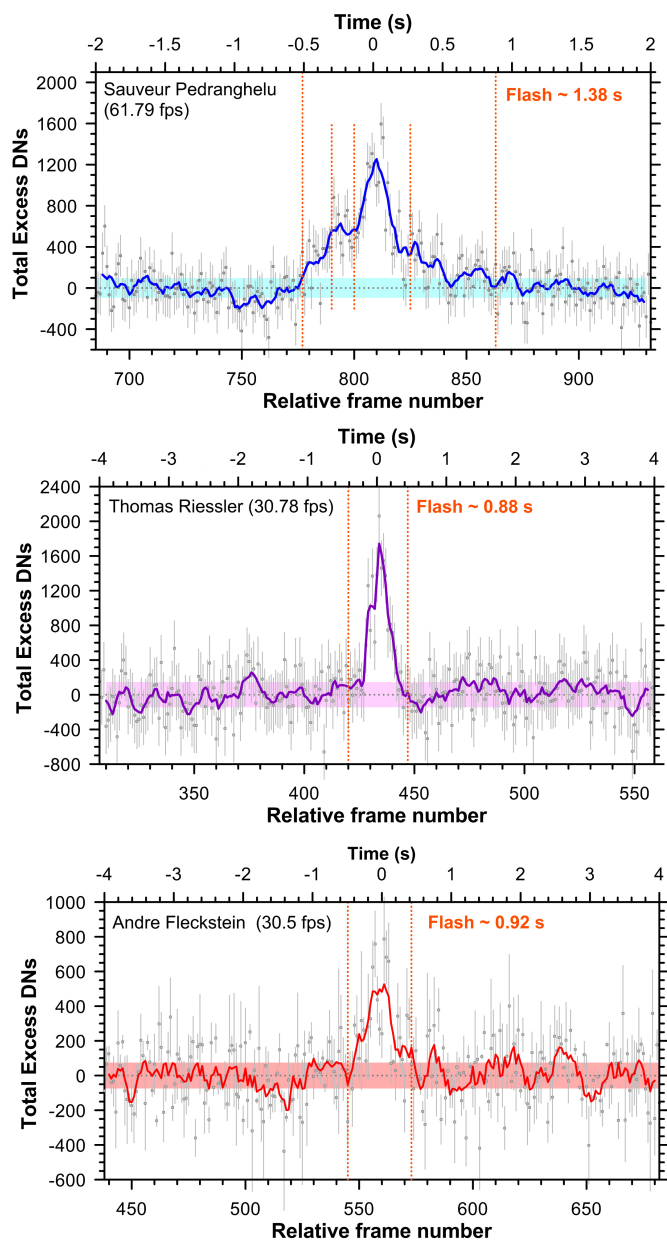 Time (s)
-2 -1 0 1 2
-1.5 -0.5 0.5 1.5
Sauveur Pedranghelu
(61.79 fps)
Flash ~ 1.38 s
Total Excess DNs
2000
1600
1200
800
400
0
-400
700 750 800 850 900
Relative frame number
Time (s)
-4 -3 -2 -1 0 1 2 3 4
Thomas Riessler (30.78 fps)
Flash ~ 0.88 s
Total Excess DNs
2400
2000
1600
1200
800
400
0
-400
-800
350 400 450 500 550
Relative frame number
Time (s)
-4 -3 -2 -1 0 1 2 3 4
Andre Fleckstein (30.5 fps)
Flash ~ 0.92 s
Total Excess DNs
1000
800
600
400
200
0
-200
-400
-600
450 500 550 600 650
Relative frame number